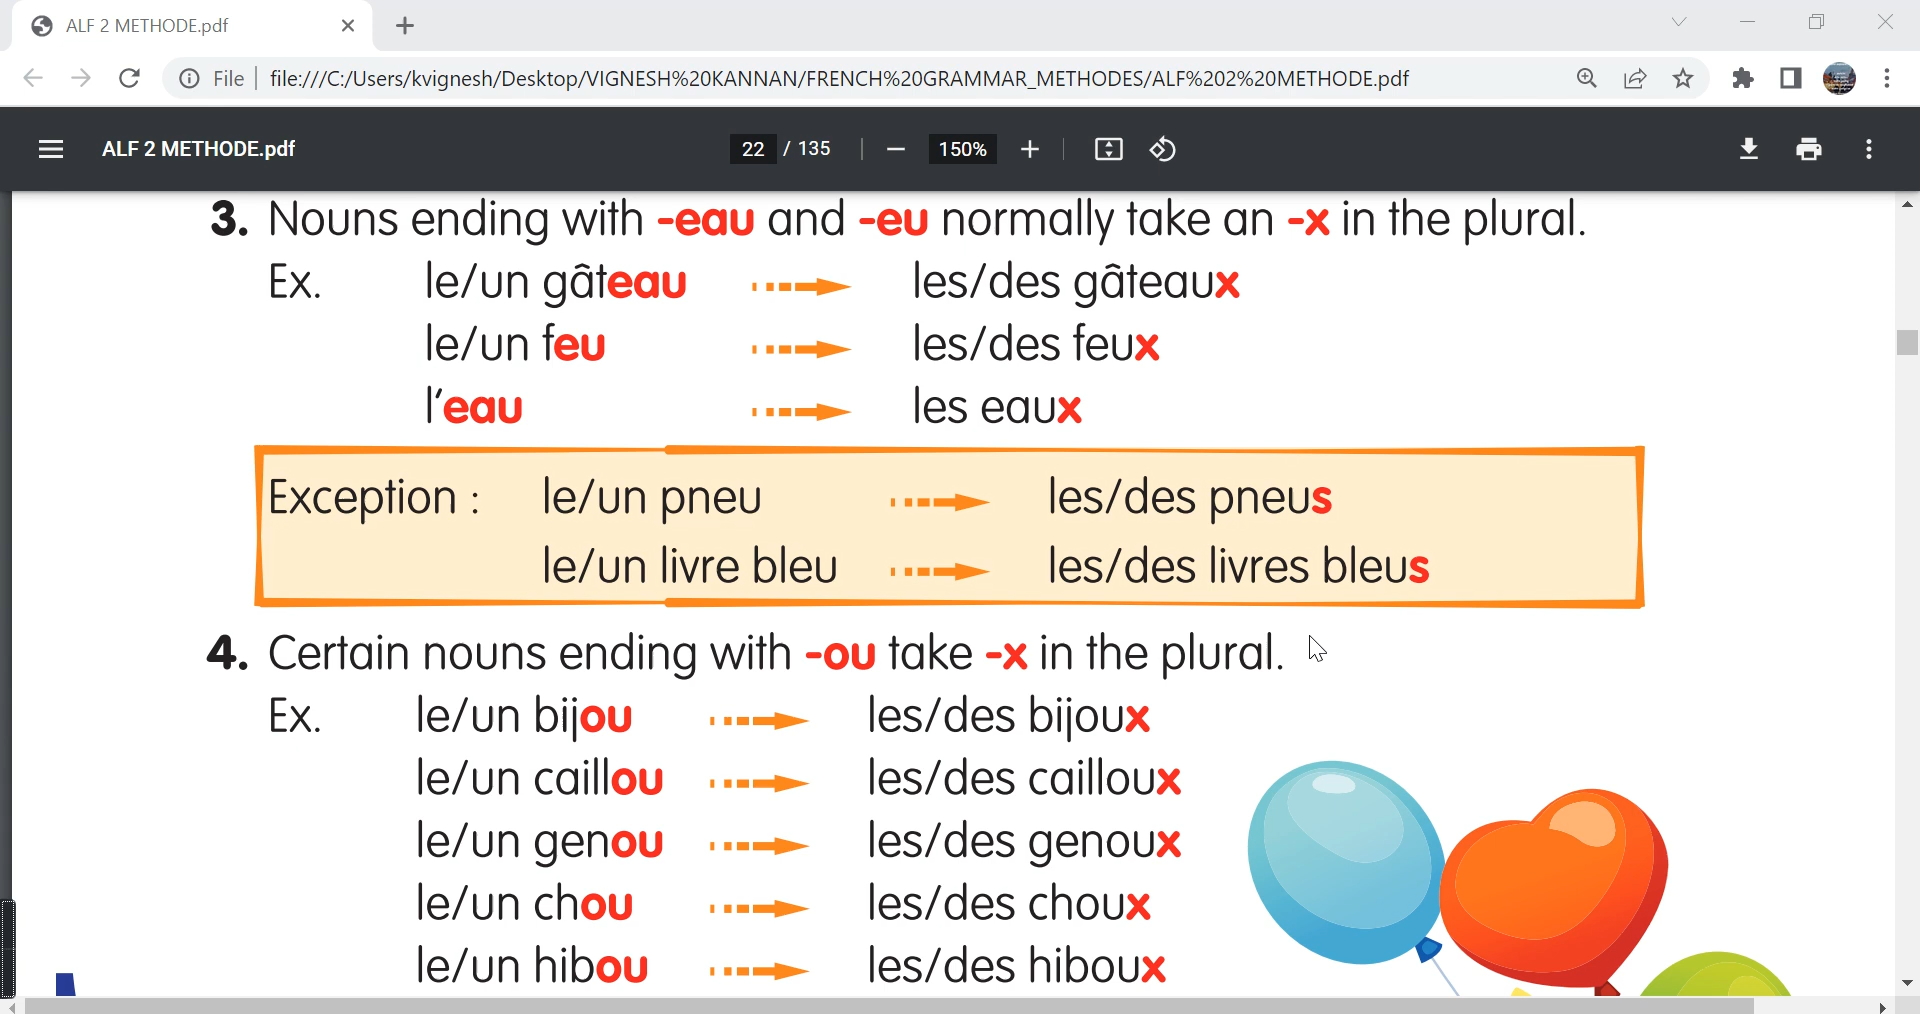 ALF 2 METHODE.pdf
File file:///C:/Users/kvignesh/Desktop/VIGNESH%20KANNAN/FRENCH%20GRAMMAR_METHODES/ALF%202%20METHODE.pdf
ALF 2 METHODE.pdf 22 / 135 150%
3. Nouns ending with -eau and -eu normally take an -x in the plural.
Ex. le/un gâteau les/des gâteaux
le/un feu les/des feux
l'eau les eaux
Exception : le/un pneu les/des pneus
le/un livre bleu les/des livres bleus
4. Certain nouns ending with -ou take -x in the plural.
Ex. le/un bijou les/des bijoux
le/un caillou les/des cailloux
le/un genou les/des genoux
le/un chou les/des choux
le/un hibou les/des hiboux